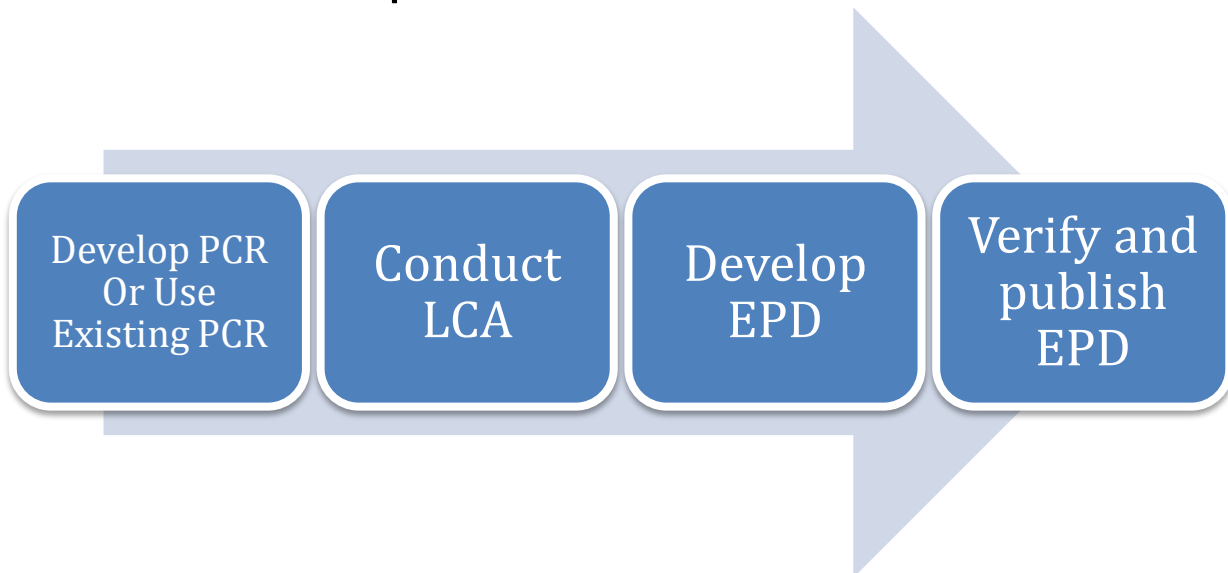 Develop PCR
Or Use
Existing PCR
Conduct
LCA
Develop
EPD
Verify and
publish
EPD